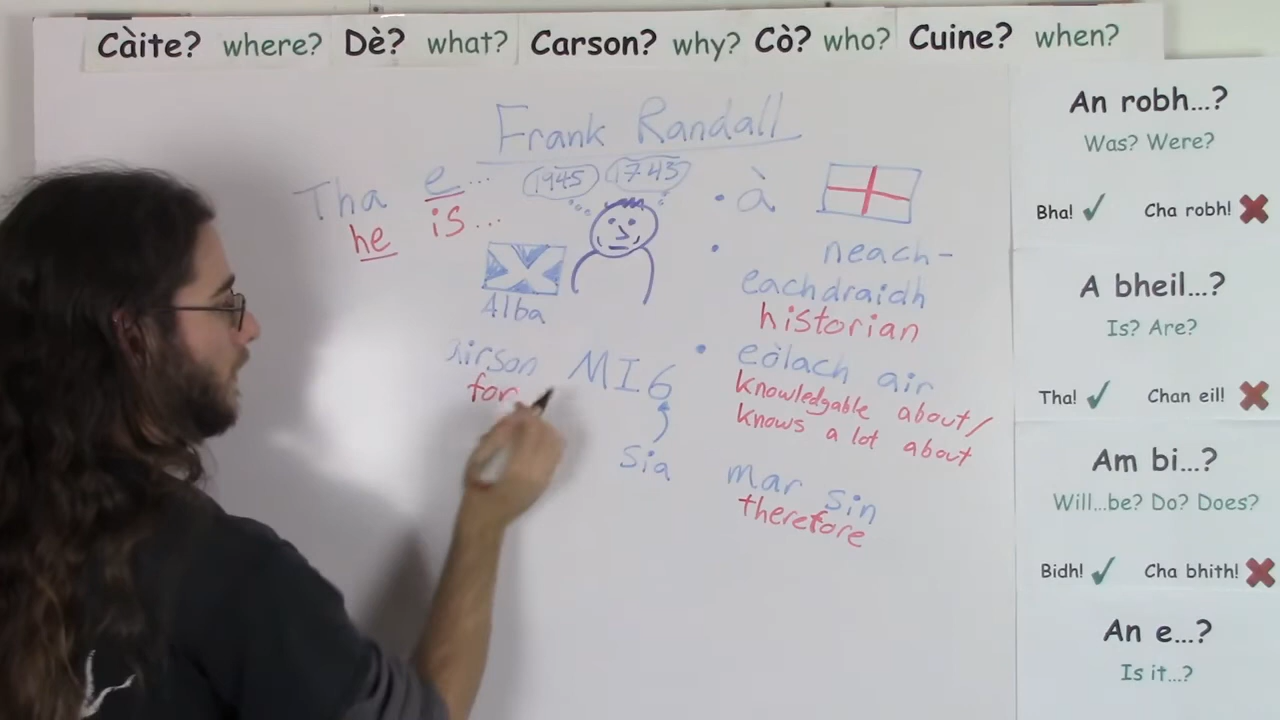 Càite? where? Dè? what? Carson? why? Cò? who? Cuine? when?
Frank Randall
Tha e...
he is...
1945
1743
• à
• neach-
eachdraidh
historian
Alba
airson MI6
for
sia
• eòlach air
knowledgable about/
knows a lot about
mar sin
therefore
An robh...?
Was? Were?
Bha! ✓ Cha robh! ✗
A bheil...?
Is? Are?
Tha! ✓ Chan eil! ✗
Am bi...?
Will...be? Do? Does?
Bidh! ✓ Cha bhith! ✗
An e...?
Is it...?